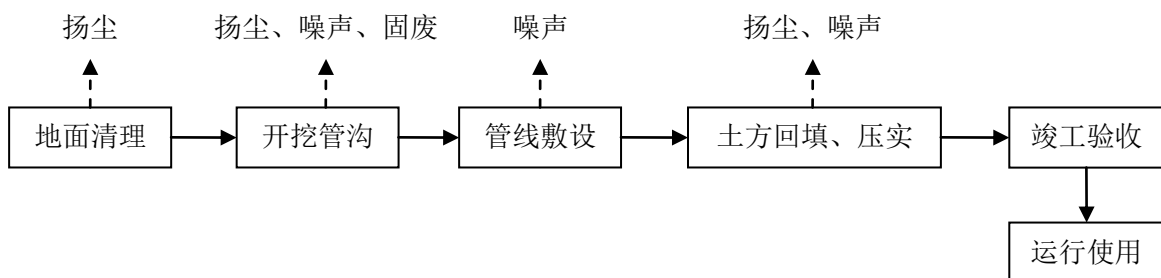 扬尘
扬尘、噪声、固废
噪声
扬尘、噪声
地面清理
开挖管沟
管线敷设
土方回填、压实
竣工验收
运行使用